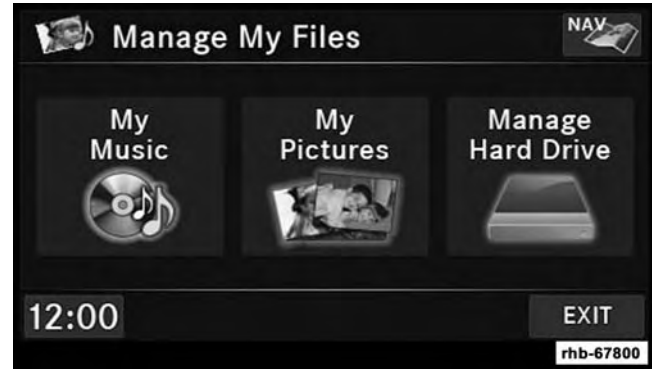 Manage My Files
NAV
My
Music
My
Pictures
Manage
Hard Drive
12:00
EXIT
rhb-67800